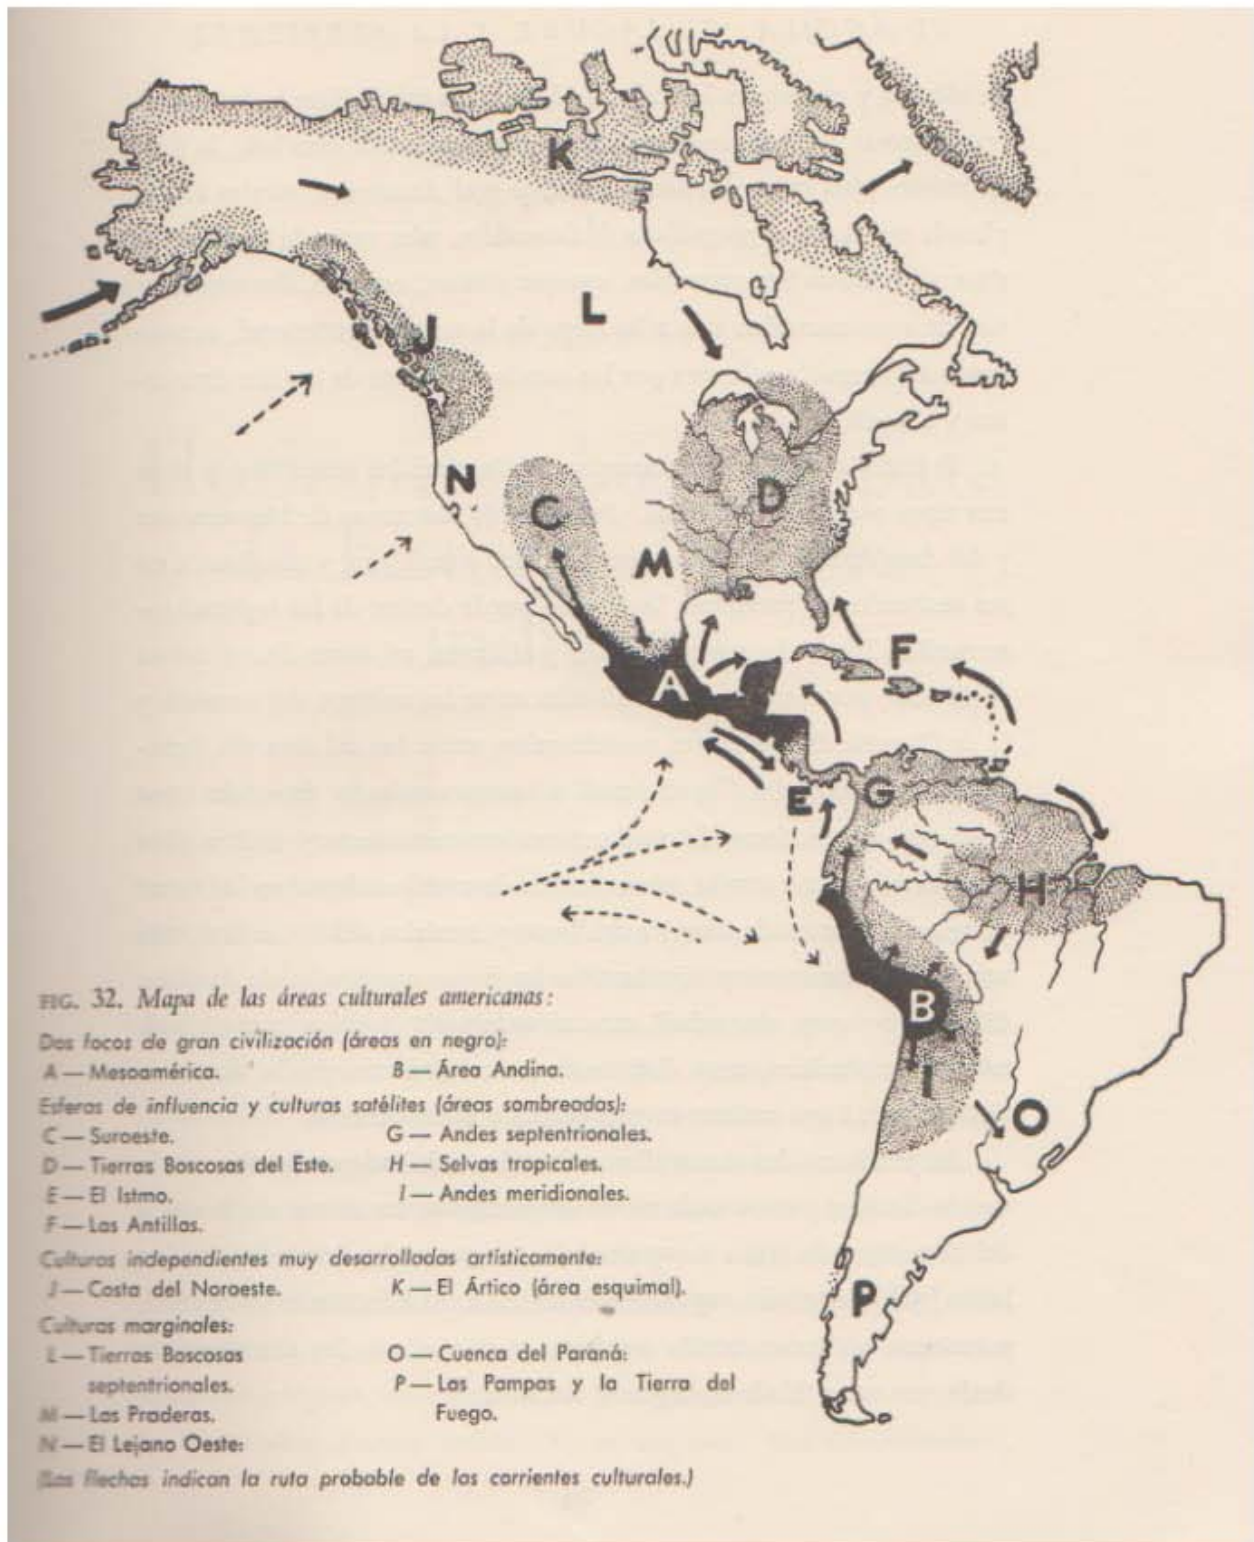 K
J
L
N
C
D
M
A
F
E
G
H
B
I
O
P
FIG. 32. Mapa de las áreas culturales americanas:
Dos focos de gran civilización (áreas en negro):
A — Mesoamérica.
B — Área Andina.
Esferas de influencia y culturas satélites (áreas sombreadas):
C — Suroeste.
G — Andes septentrionales.
D — Tierras Boscosas del Este.
H — Selvas tropicales.
E — El Istmo.
I — Andes meridionales.
F — Las Antillas.
Culturas independientes muy desarrolladas artísticamente:
J — Costa del Noroeste.
K — El Ártico (área esquimal).
Culturas marginales:
L — Tierras Boscosas
septentrionales.
O — Cuenca del Paraná:
P — Las Pampas y la Tierra del
Fuego.
M — Las Praderas.
N — El Lejano Oeste:
(Las flechas indican la ruta probable de las corrientes culturales.)